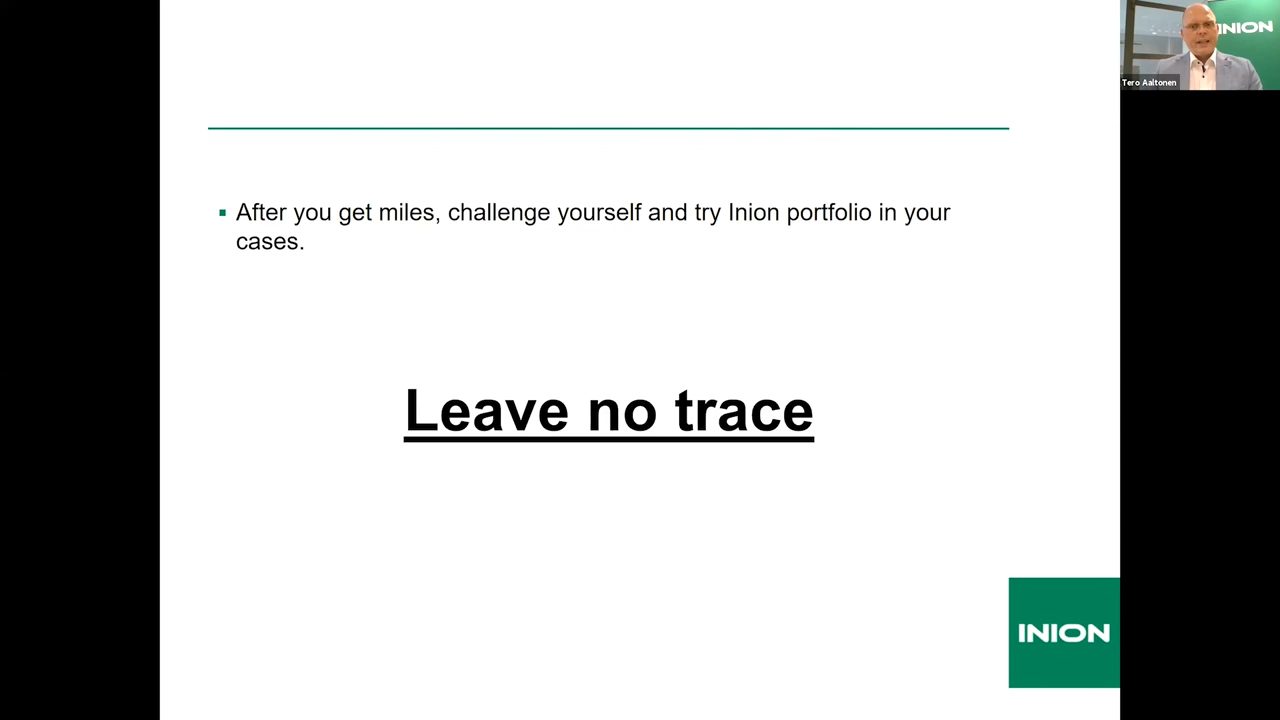 INION
Tero Aaltonen
After you get miles, challenge yourself and try Inion portfolio in your
cases.
Leave no trace
INION